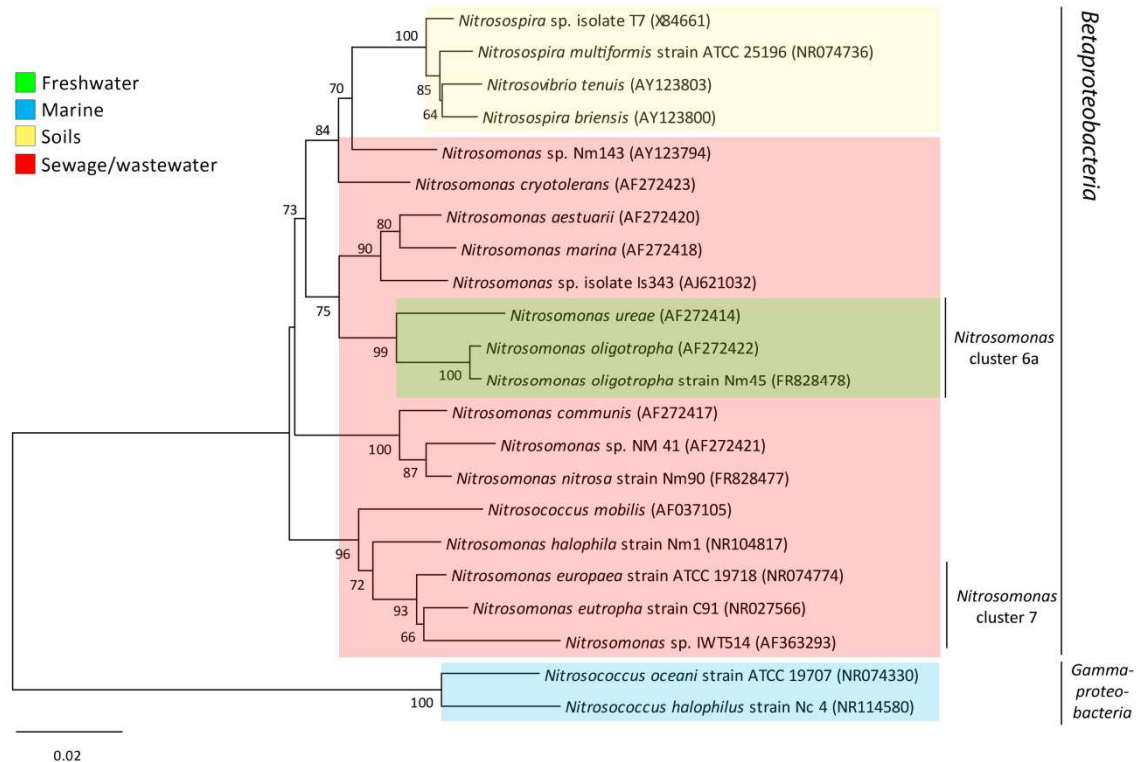 Freshwater
Marine
Soils
Sewage/wastewater
Nitrosospira sp. isolate T7 (X84661)
Nitrosospira multiformis strain ATCC 25196 (NR074736)
Nitrosovibrio tenuis (AY123803)
Nitrosospira briensis (AY123800)
Nitrosomonas sp. Nm143 (AY123794)
Nitrosomonas cryotolerans (AF272423)
Nitrosomonas aestuarii (AF272420)
Nitrosomonas marina (AF272418)
Nitrosomonas sp. isolate Is343 (AJ621032)
Nitrosomonas ureae (AF272414)
Nitrosomonas oligotropha (AF272422)
Nitrosomonas oligotropha strain Nm45 (FR828478)
Nitrosomonas communis (AF272417)
Nitrosomonas sp. NM 41 (AF272421)
Nitrosomonas nitrosa strain Nm90 (FR828477)
Nitrosococcus mobilis (AF037105)
Nitrosomonas halophila strain Nm1 (NR104817)
Nitrosomonas europaea strain ATCC 19718 (NR074774)
Nitrosomonas eutropha strain C91 (NR027566)
Nitrosomonas sp. IWT514 (AF363293)
Nitrosococcus oceani strain ATCC 19707 (NR074330)
Nitrosococcus halophilus strain Nc 4 (NR114580)
100
85
64
70
84
73
80
90
75
99
100
100
87
96
72
93
66
100
0.02
Nitrosomonas
cluster 6a
Nitrosomonas
cluster 7
Betaproteobacteria
Gamma-
proteo-
bacteria